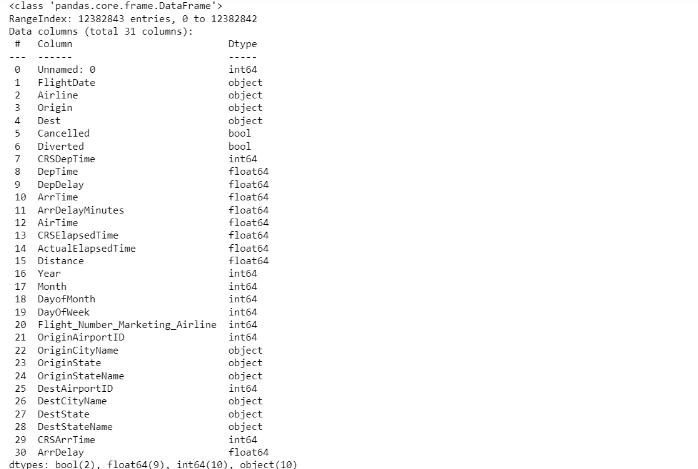 <class 'pandas.core.frame.DataFrame'>
RangeIndex: 12382843 entries, 0 to 12382842
Data columns (total 31 columns):
 #   Column                           Dtype
---  ------                           -----
 0   Unnamed: 0                       int64
 1   FlightDate                       object
 2   Airline                          object
 3   Origin                           object
 4   Dest                             object
 5   Cancelled                        bool
 6   Diverted                         bool
 7   CRSDepTime                       int64
 8   DepTime                          float64
 9   DepDelay                         float64
 10  ArrTime                          float64
 11  ArrDelayMinutes                  float64
 12  AirTime                          float64
 13  CRSElapsedTime                   float64
 14  ActualElapsedTime                float64
 15  Distance                         float64
 16  Year                             int64
 17  Month                            int64
 18  DayofMonth                       int64
 19  DayOfWeek                        int64
 20  Flight_Number_Marketing_Airline  int64
 21  OriginAirportID                  int64
 22  OriginCityName                   object
 23  OriginState                      object
 24  OriginStateName                  object
 25  DestAirportID                    int64
 26  DestCityName                     object
 27  DestState                        object
 28  DestStateName                    object
 29  CRSArrTime                       int64
 30  ArrDelay                         float64
dtypes: bool(2), float64(9), int64(10), object(10)